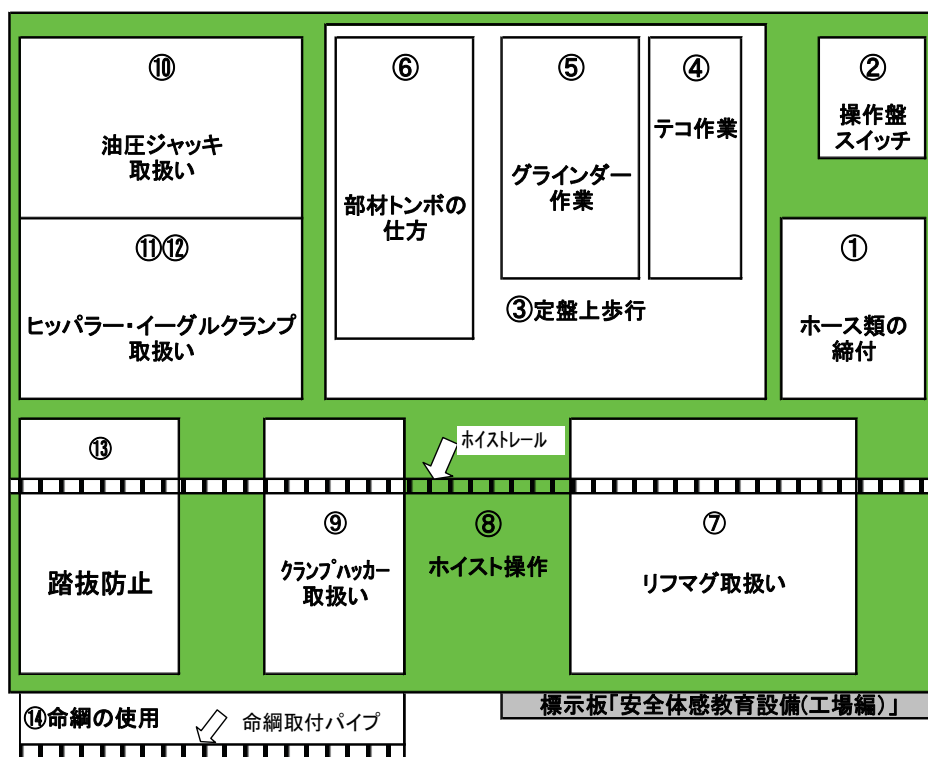 ⑩
油圧ジャッキ
取扱い
⑪⑫
ヒッパラー・イーグルクランプ
取扱い
⑥
部材トンボの
仕方
⑤
グラインダー
作業
④
テコ作業
③定盤上歩行
②
操作盤
スイッチ
①
ホース類の
締付
ホイストレール
⑬
踏抜防止
⑨
クランプハッカー
取扱い
⑧
ホイスト操作
⑦
リフマグ取扱い
⑭命綱の使用
命綱取付パイプ
標示板「安全体感教育設備(工場編)」